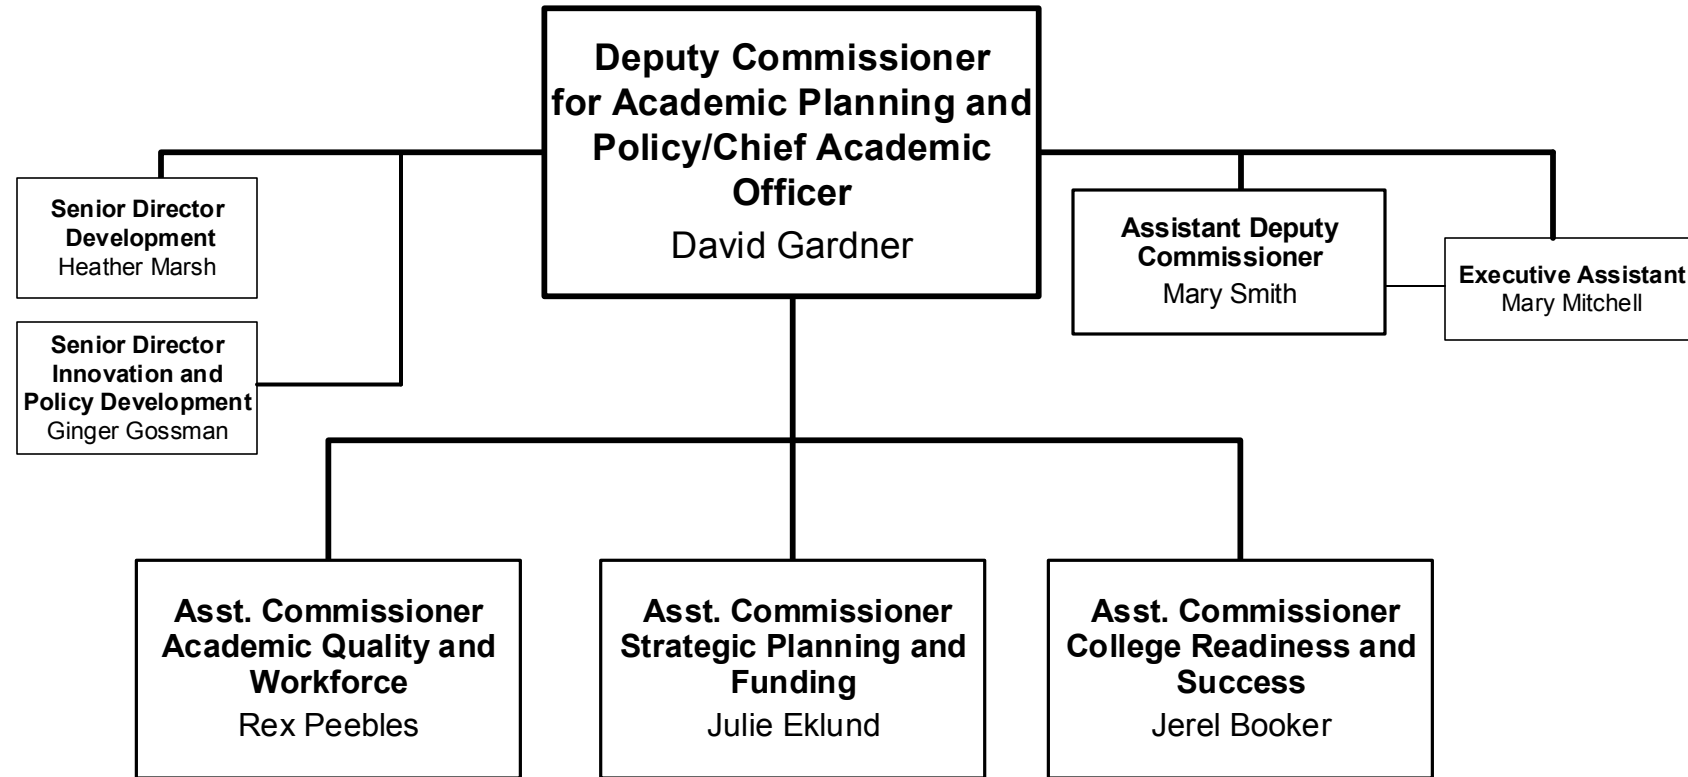 Deputy Commissioner
for Academic Planning and
Policy/Chief Academic
Officer
David Gardner
Senior Director
Development
Heather Marsh
Senior Director
Innovation and
Policy Development
Ginger Gossman
Assistant Deputy
Commissioner
Mary Smith
Executive Assistant
Mary Mitchell
Asst. Commissioner
Academic Quality and
Workforce
Rex Peebles
Asst. Commissioner
Strategic Planning and
Funding
Julie Eklund
Asst. Commissioner
College Readiness and
Success
Jerel Booker